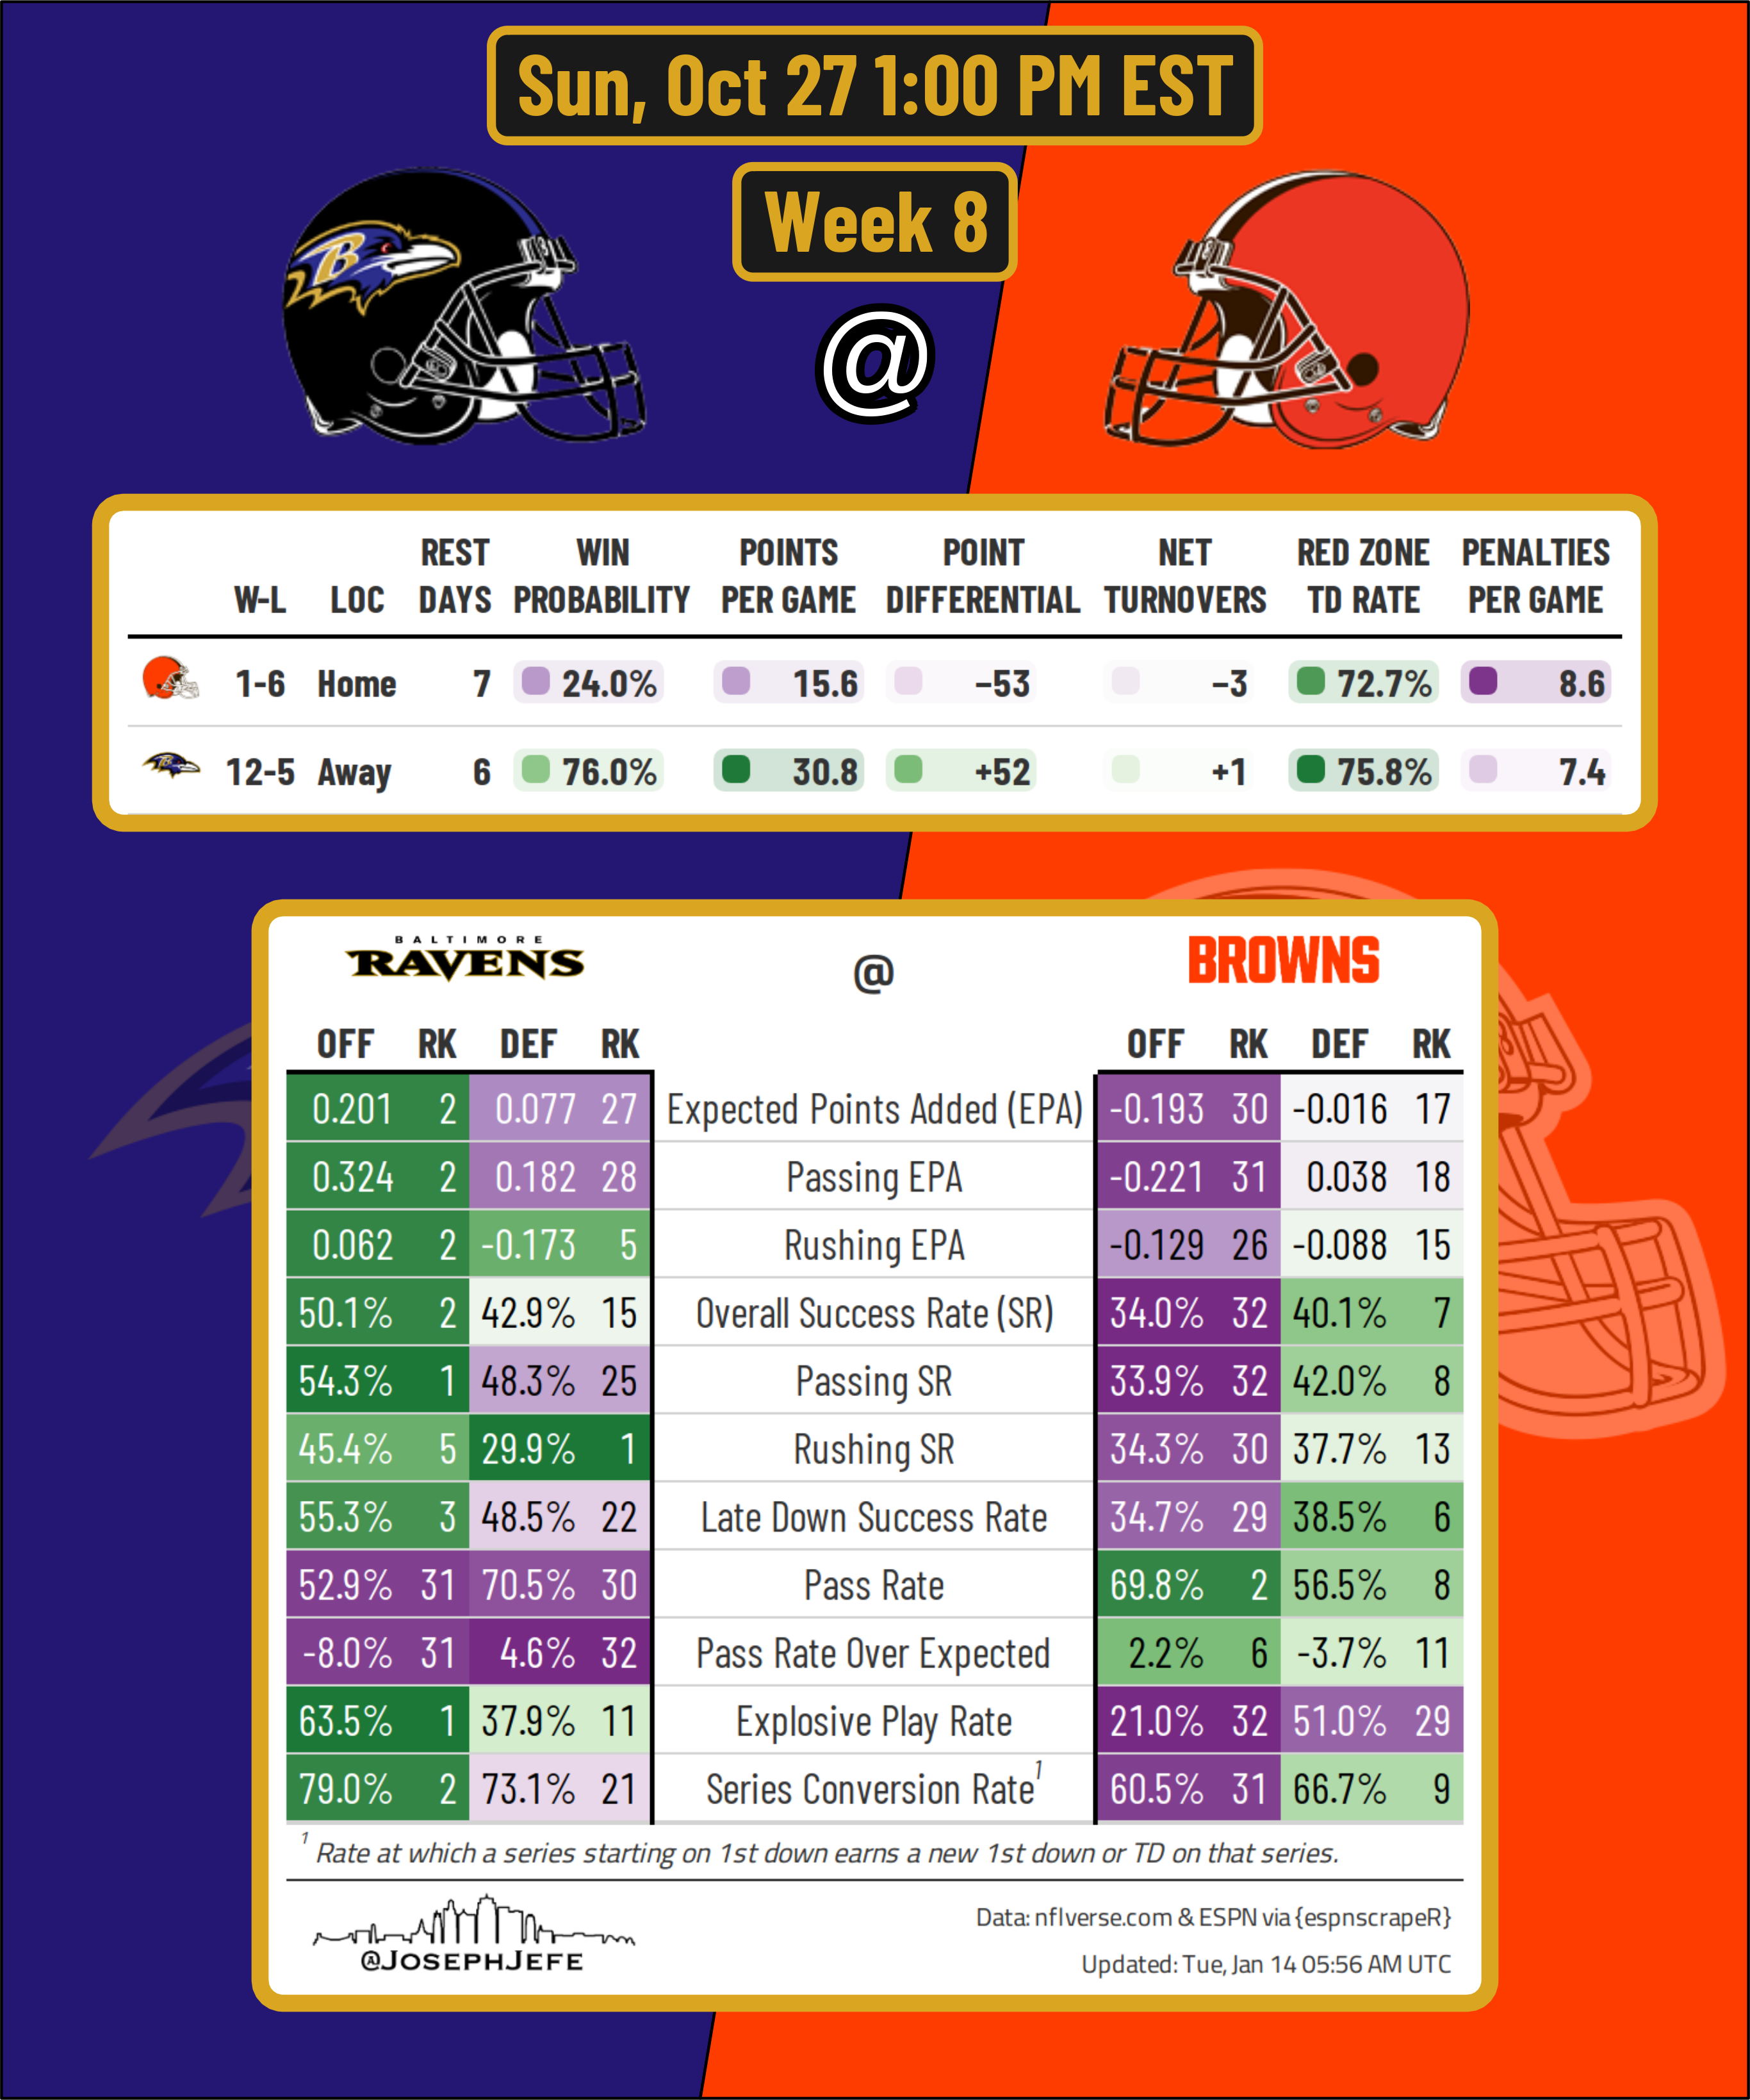 Sun, Oct 27 1:00 PM EST
Week 8
B
@
REST WIN POINTS POINT NET RED ZONE PENALTIES
W-L LOC DAYS PROBABILITY PER GAME DIFFERENTIAL TURNOVERS TD RATE PER GAME
1-6 Home 7 24.0% 15.6 −53 −3 72.7% 8.6
12-5 Away 6 76.0% 30.8 +52 +1 75.8% 7.4
BALTIMORE
RAVENS @ BROWNS
OFF RK DEF RK OFF RK DEF RK
0.201 2 0.077 27 Expected Points Added (EPA) -0.193 30 -0.016 17
0.324 2 0.182 28 Passing EPA -0.221 31 0.038 18
0.062 2 -0.173 5 Rushing EPA -0.129 26 -0.088 15
50.1% 2 42.9% 15 Overall Success Rate (SR) 34.0% 32 40.1% 7
54.3% 1 48.3% 25 Passing SR 33.9% 32 42.0% 8
45.4% 5 29.9% 1 Rushing SR 34.3% 30 37.7% 13
55.3% 3 48.5% 22 Late Down Success Rate 34.7% 29 38.5% 6
52.9% 31 70.5% 30 Pass Rate 69.8% 2 56.5% 8
-8.0% 31 4.6% 32 Pass Rate Over Expected 2.2% 6 -3.7% 11
63.5% 1 37.9% 11 Explosive Play Rate 21.0% 32 51.0% 29
79.0% 2 73.1% 21 Series Conversion Rate¹ 60.5% 31 66.7% 9
¹ Rate at which a series starting on 1st down earns a new 1st down or TD on that series.
@JOSEPHJEFE
Data: nflverse.com & ESPN via {espnscrapeR}
Updated: Tue, Jan 14 05:56 AM UTC